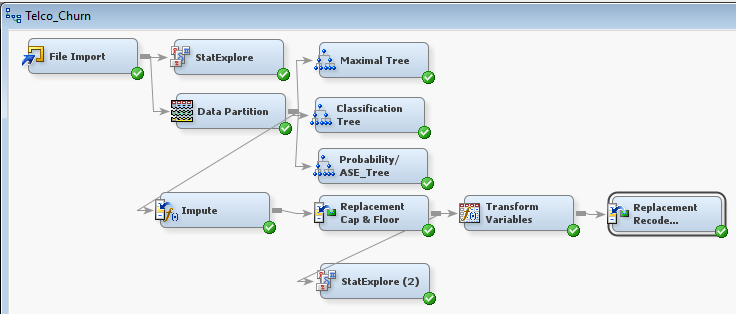 Telco_Churn
File Import
StatExplore
Maximal Tree
Data Partition
Classification
Tree
Probability/
ASE_Tree
Impute
Replacement
Cap & Floor
Transform
Variables
Replacement
Recode...
StatExplore (2)